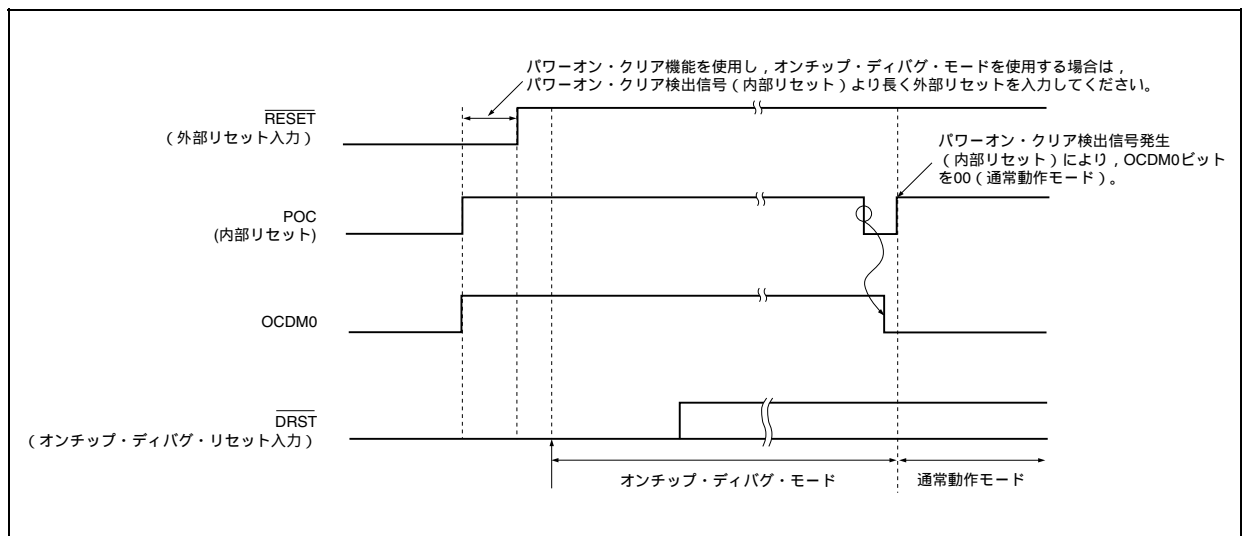 パワーオン・クリア機能を使用し，オンチップ・ディバグ・モードを使用する場合は，
パワーオン・クリア検出信号（内部リセット）より長く外部リセットを入力してください。
RESET
（外部リセット入力）
パワーオン・クリア検出信号発生
（内部リセット）により，OCDM0ビット
を00（通常動作モード）。
POC
(内部リセット)
OCDM0
DRST
（オンチップ・ディバグ・リセット入力）
オンチップ・ディバグ・モード
通常動作モード